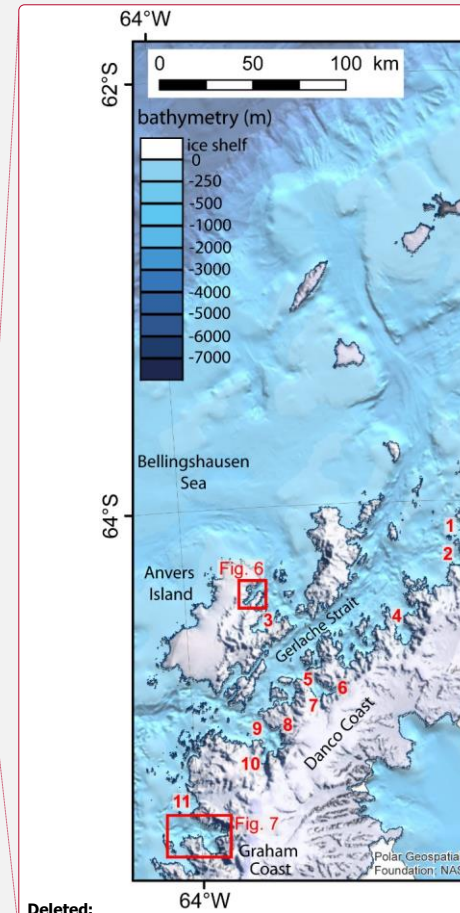 64°W
62°S
0 50 100 km
bathymetry (m)
ice shelf
0
-250
-500
-1000
-2000
-3000
-4000
-5000
-6000
-7000
Bellingshausen
Sea
64°S
1
2
Anvers
Island
Fig. 6
3
Gerlache Strait
4
5
6
7
8
9
10
Danco Coast
11
Fig. 7
Graham
Coast
Polar Geospatia
Foundation; NAS
64°W
Deleted: